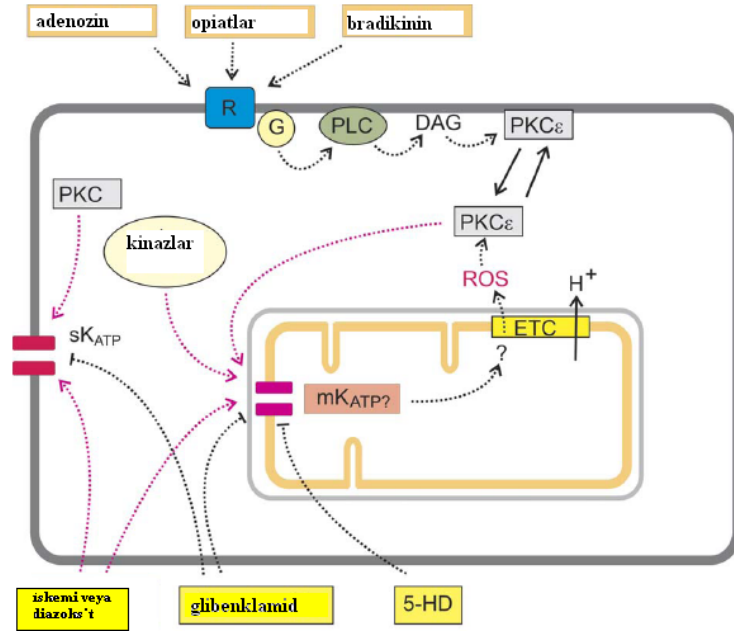 adenozin
opiatlar
bradikinin
R
G
PLC
DAG
PKCε
PKC
kinazlar
PKCε
ROS
H+
ETC
sKATP
?
mKATP?
iskemi veya
diazoks't
glibenklamid
5-HD